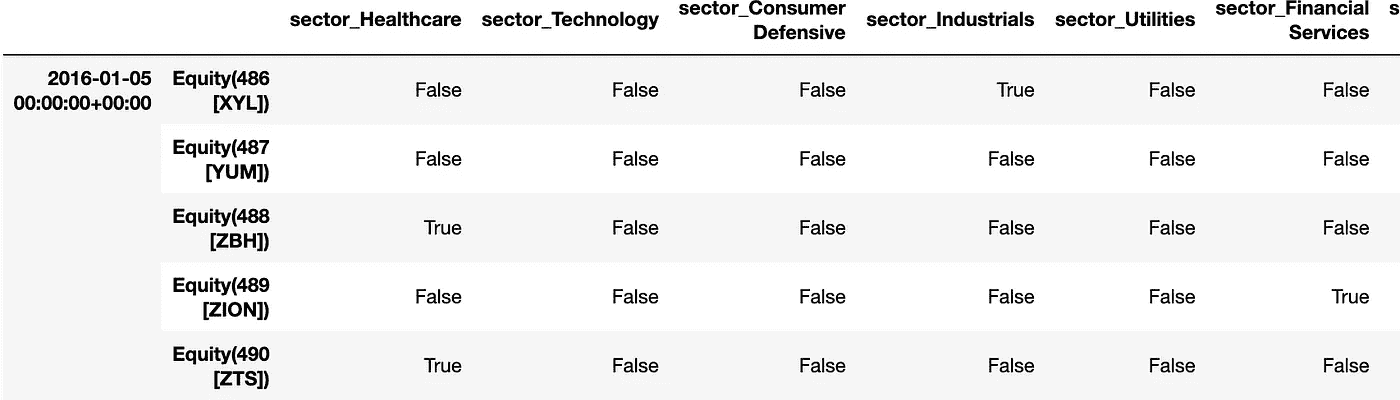 sector_Healthcare sector_Technology sector_Consumer Defensive sector_Industrials sector_Utilities sector_Financial Services s
2016-01-05 00:00:00+00:00 Equity(486 [XYL]) False False False True False False
Equity(487 [YUM]) False False False False False False
Equity(488 [ZBH]) True False False False False False
Equity(489 [ZION]) False False False False False True
Equity(490 [ZTS]) True False False False False False